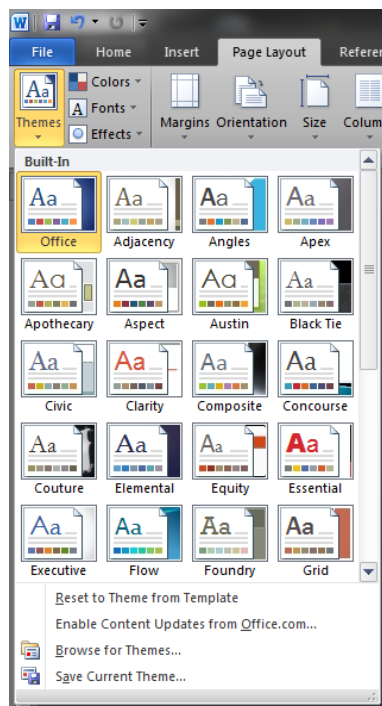 W
File Home Insert Page Layout Referen
Aa Colors
A Fonts
Themes Effects Margins Orientation Size Colum
Built-In
Aa Aa Aa Aa
Office Adjacency Angles Apex
Aa Aa Aa Aa
Apothecary Aspect Austin Black Tie
Aa Aa Aa Aa
Civic Clarity Composite Concourse
Aa Aa Aa Aa
Couture Elemental Equity Essential
Aa Aa Aa Aa
Executive Flow Foundry Grid
Reset to Theme from Template
Enable Content Updates from Office.com...
Browse for Themes...
Save Current Theme...